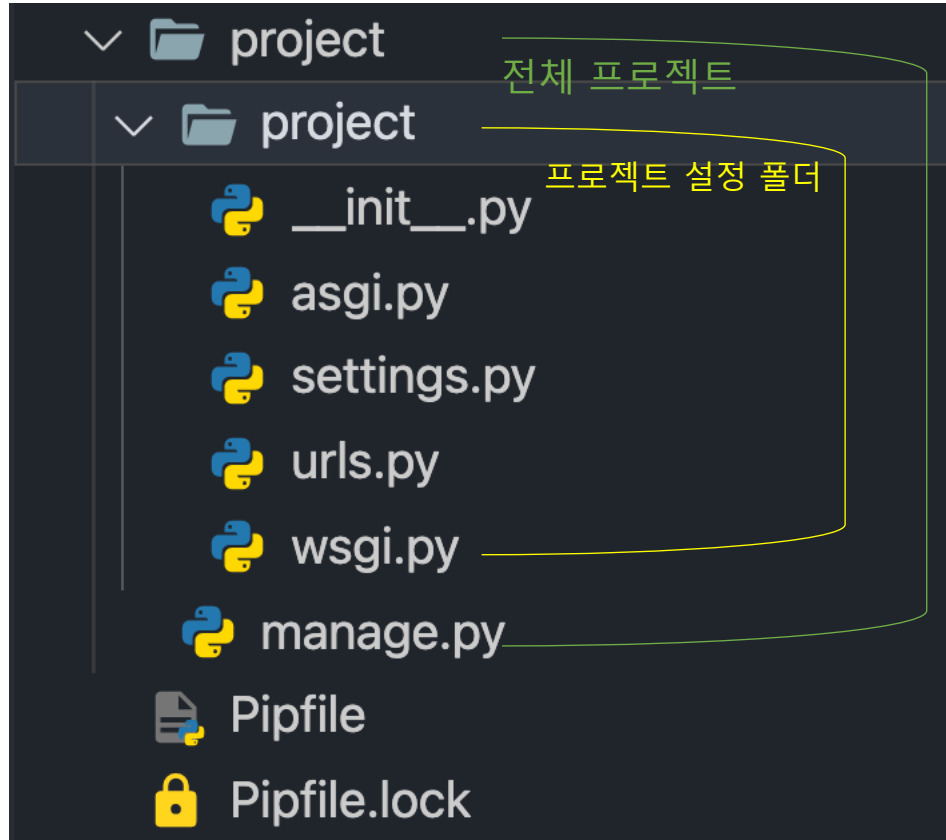 project
전체 프로젝트
project
프로젝트 설정 폴더
__init__.py
asgi.py
settings.py
urls.py
wsgi.py
manage.py
Pipfile
Pipfile.lock